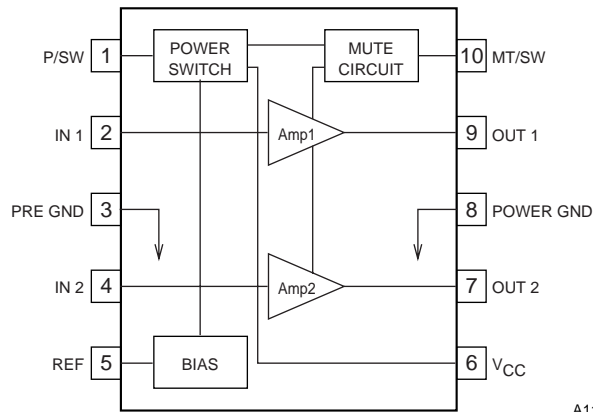 P/SW 1 POWER SWITCH MUTE CIRCUIT 10 MT/SW
IN 1 2 Amp1 9 OUT 1
PRE GND 3 8 POWER GND
IN 2 4 Amp2 7 OUT 2
REF 5 BIAS 6 VCC